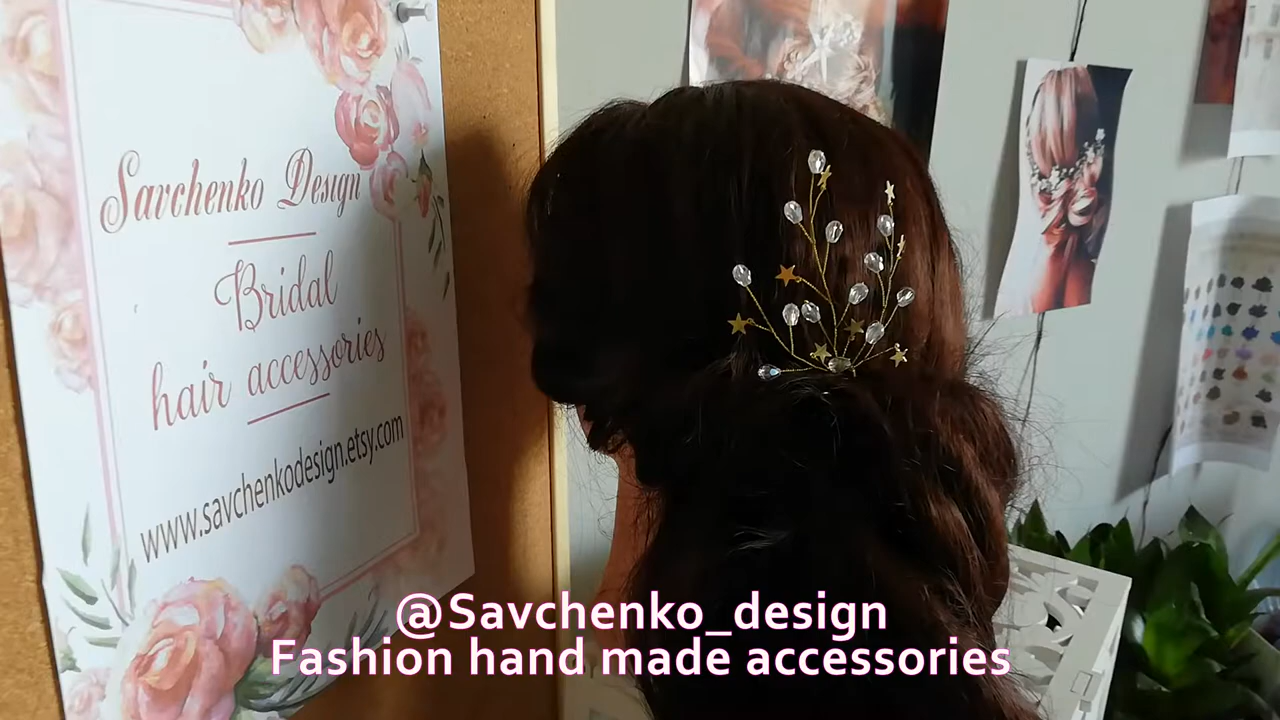 Savchenko Design
Bridal
hair accessories
www.savchenkodesign.etsy.com
@Savchenko_design
Fashion hand made accessories